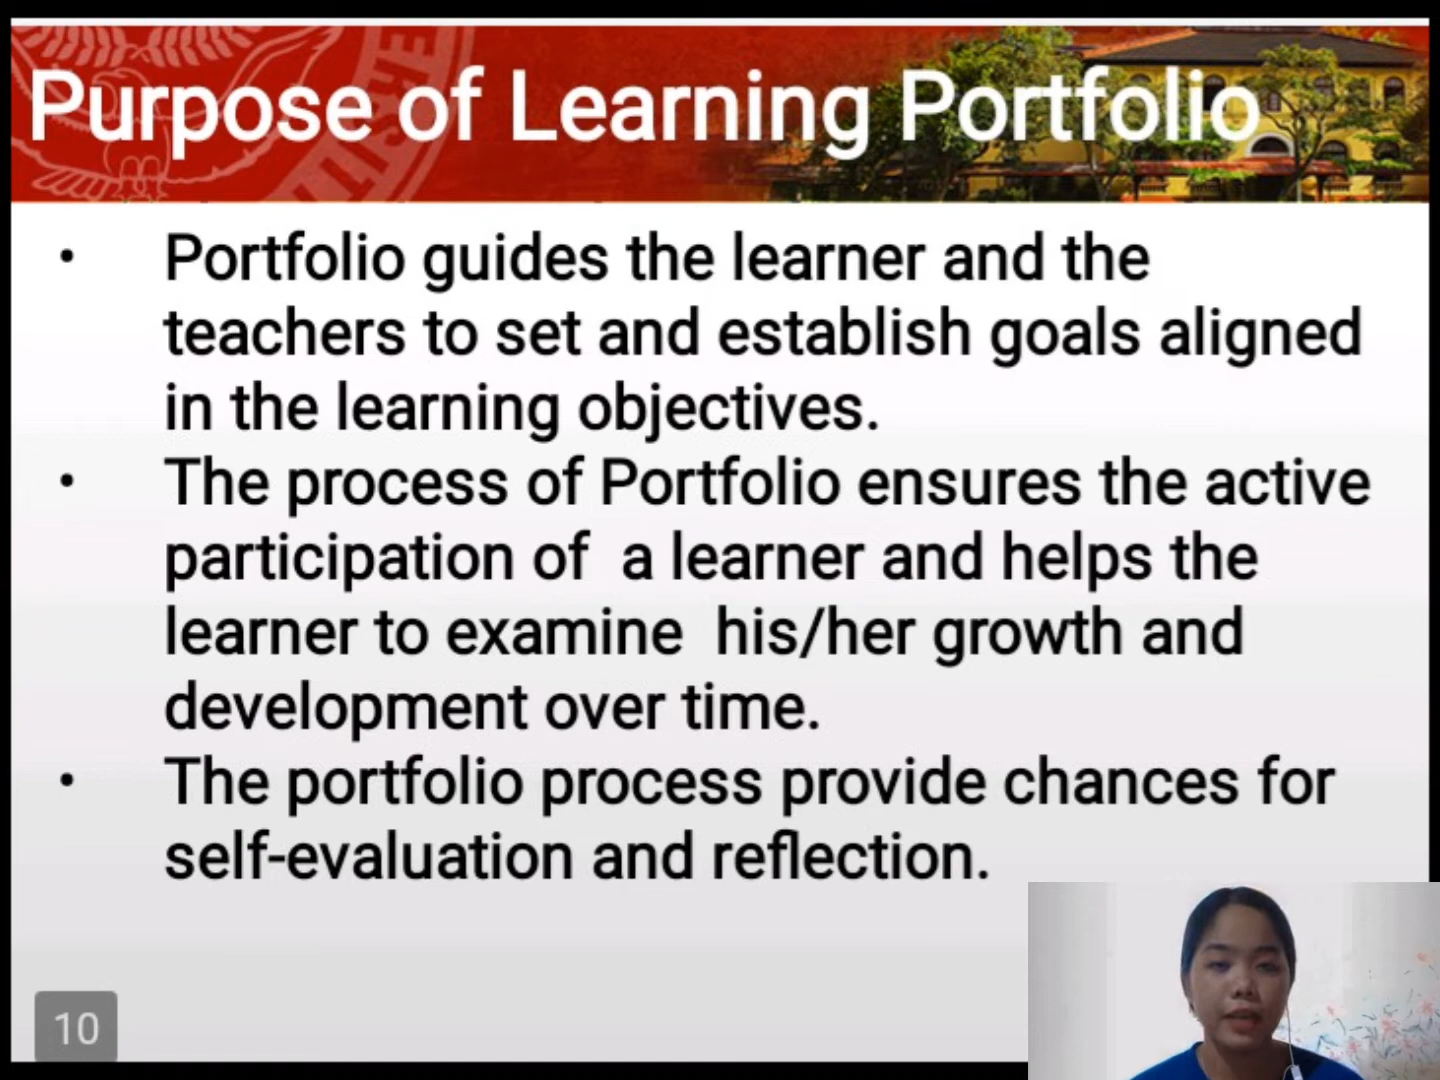 Purpose of Learning Portfolio
• Portfolio guides the learner and the
teachers to set and establish goals aligned
in the learning objectives.
• The process of Portfolio ensures the active
participation of  a learner and helps the
learner to examine  his/her growth and
development over time.
• The portfolio process provide chances for
self-evaluation and reflection.
10